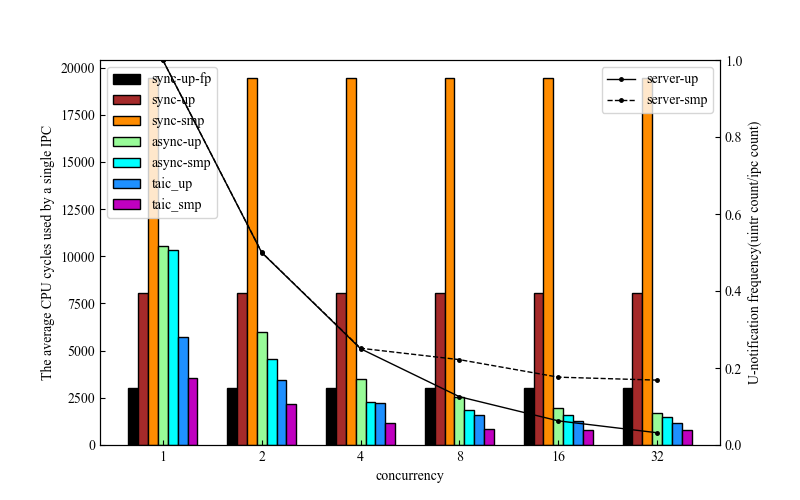 The average CPU cycles used by a single IPC
20000
17500
15000
12500
10000
7500
5000
2500
0
sync-up-fp
sync-up
sync-smp
async-up
async-smp
taic_up
taic_smp
server-up
server-smp
1.0
0.8
0.6
0.4
0.2
0.0
U-notification frequency(uintr count/ipc count)
1 2 4 8 16 32
concurrency